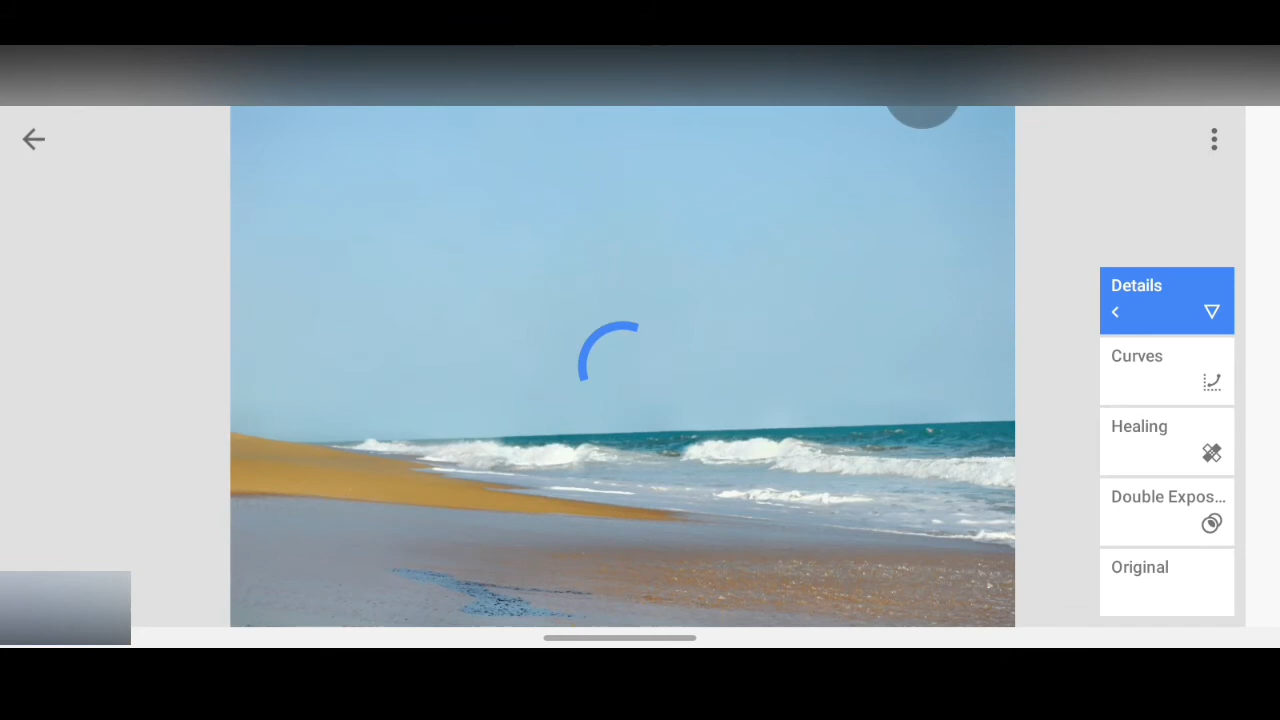 Details
Curves
Healing
Double Expos...
Original